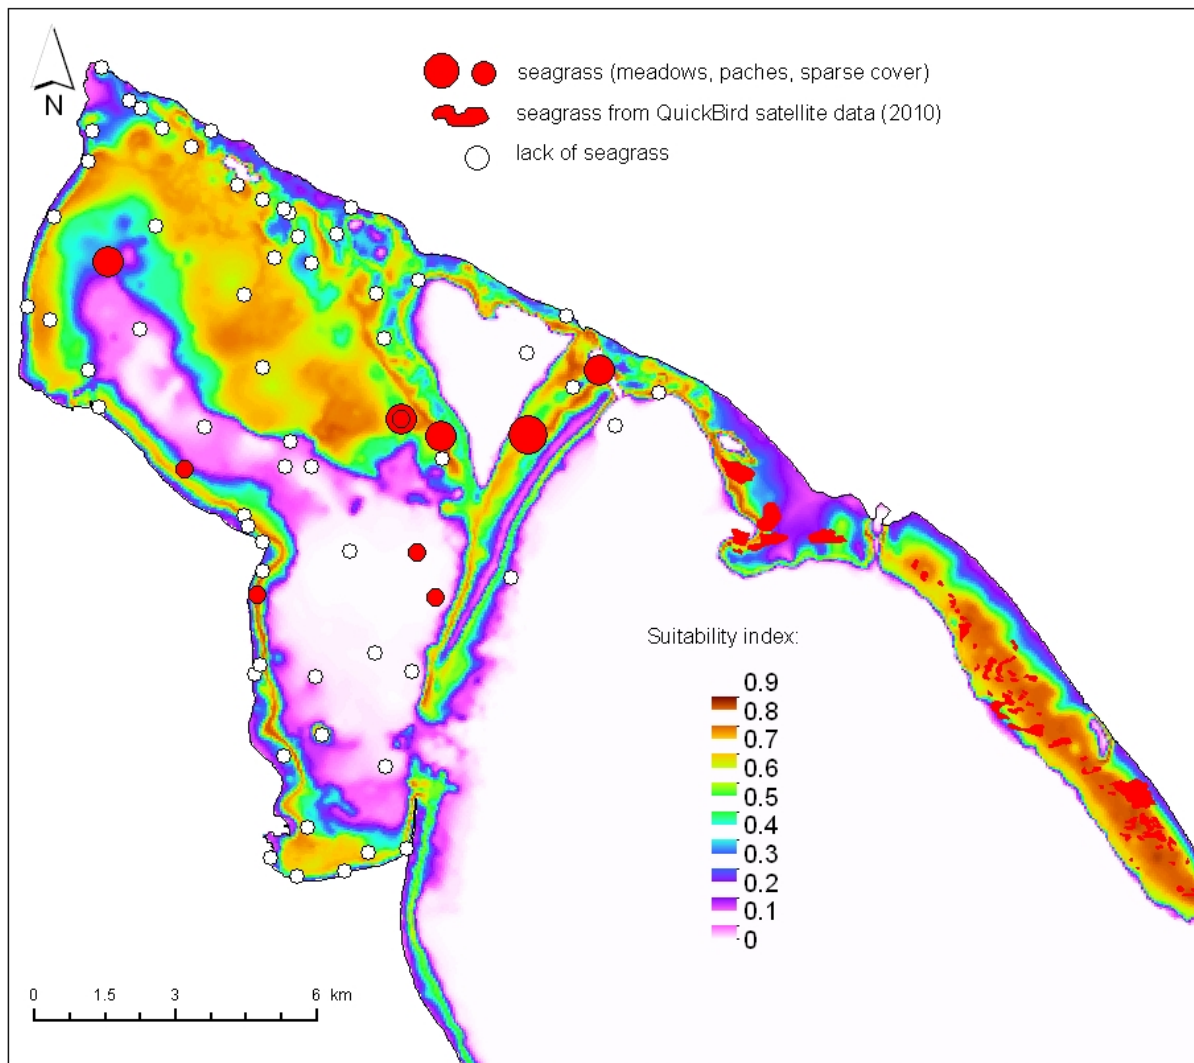 seagrass (meadows, paches, sparse cover)
N
seagrass from QuickBird satellite data (2010)
lack of seagrass
Suitability index:
0.9
0.8
0.7
0.6
0.5
0.4
0.3
0.2
0.1
0
0 1.5 3 6 km